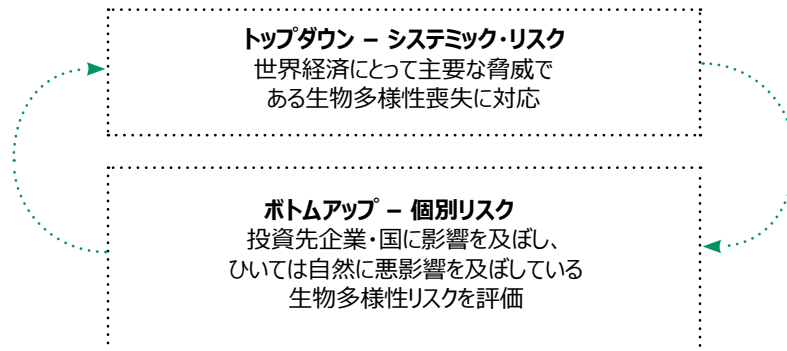 トップダウン – システミック・リスク
世界経済にとって主要な脅威で
ある生物多様性喪失に対応
ボトムアップ – 個別リスク
投資先企業・国に影響を及ぼし、
ひいては自然に悪影響を及ぼしている
生物多様性リスクを評価